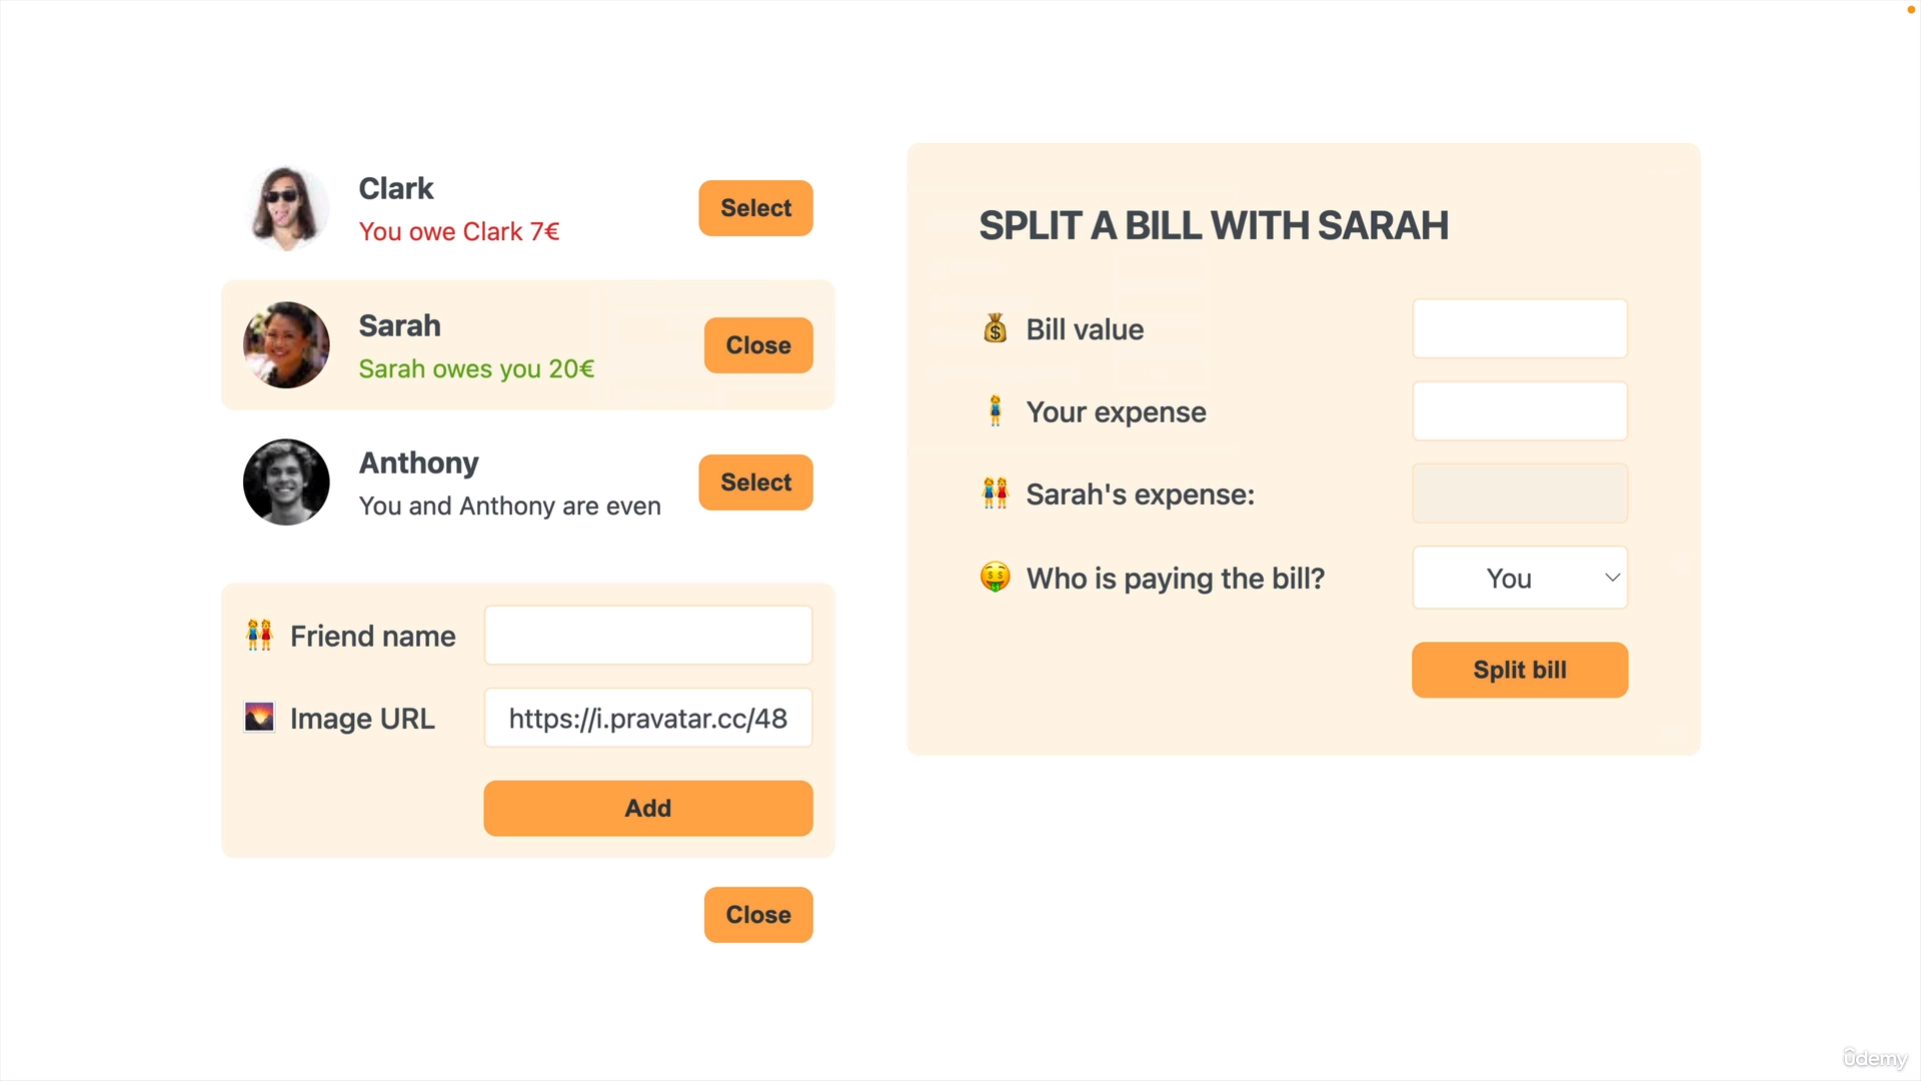 Clark
You owe Clark 7€
Select
Sarah
Sarah owes you 20€
Close
Anthony
You and Anthony are even
Select
Friend name
Image URL
https://i.pravatar.cc/48
Add
Close
SPLIT A BILL WITH SARAH
Bill value
Your expense
Sarah's expense:
Who is paying the bill?
You
Split bill
ûdemy